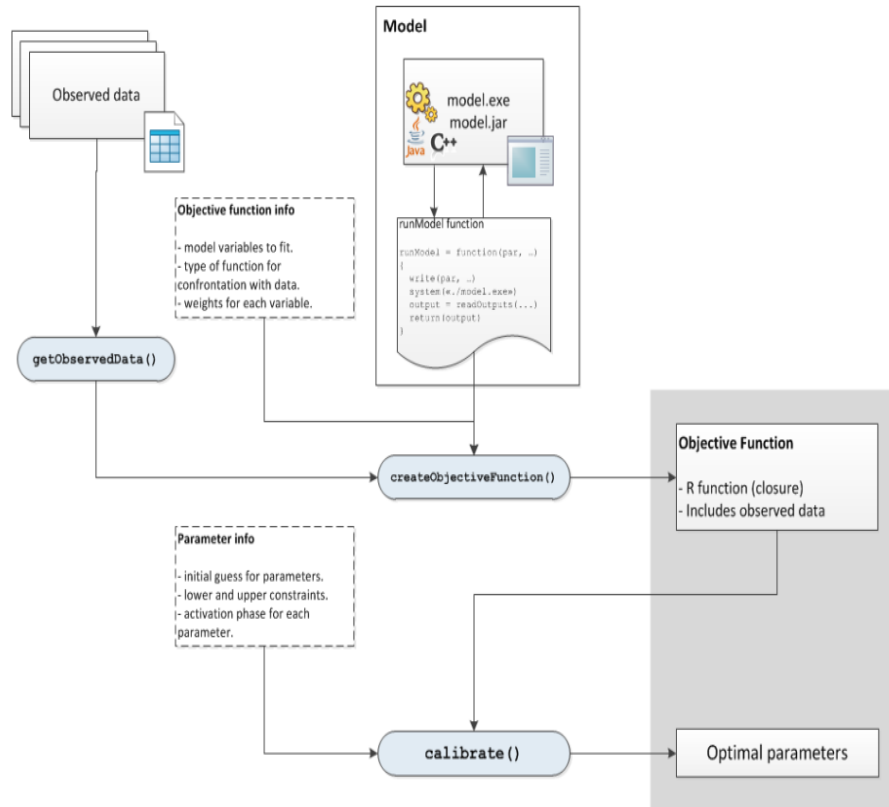 Observed data
Model
model.exe
model.jar
Java
C++
Objective function info
- model variables to fit.
- type of function for
confrontation with data.
- weights for each variable.
runModel function
runModel = function(par, …)
{
write(par, …)
system(«./model.exe»)
output = readOutputs(...)
return(output)
}
getObservedData()
createObjectiveFunction()
Objective Function
- R function (closure)
- Includes observed data
Parameter info
- initial guess for parameters.
- lower and upper constraints.
- activation phase for each
parameter.
calibrate()
Optimal parameters